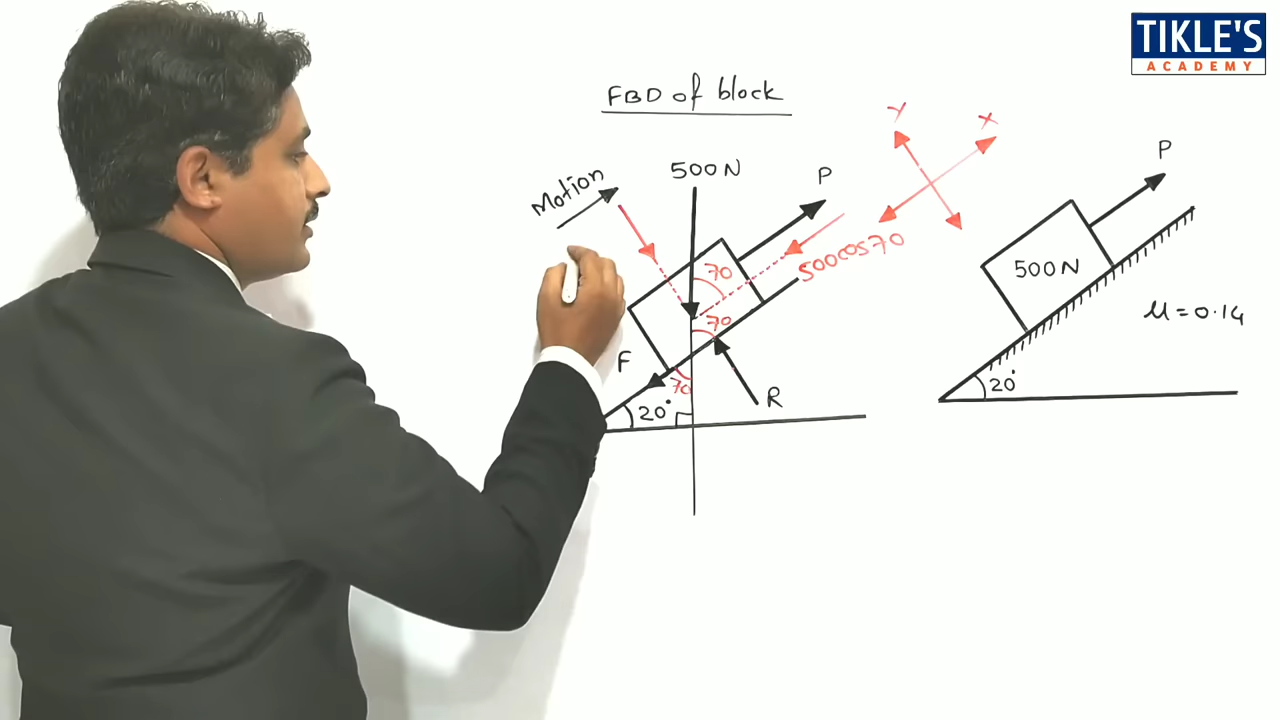 TIKLE'S
ACADEMY
FBD of block
Motion
500N
P
Y
X
500cos70
70
70
F
70
20°
R
P
500N
μ=0.14
20°